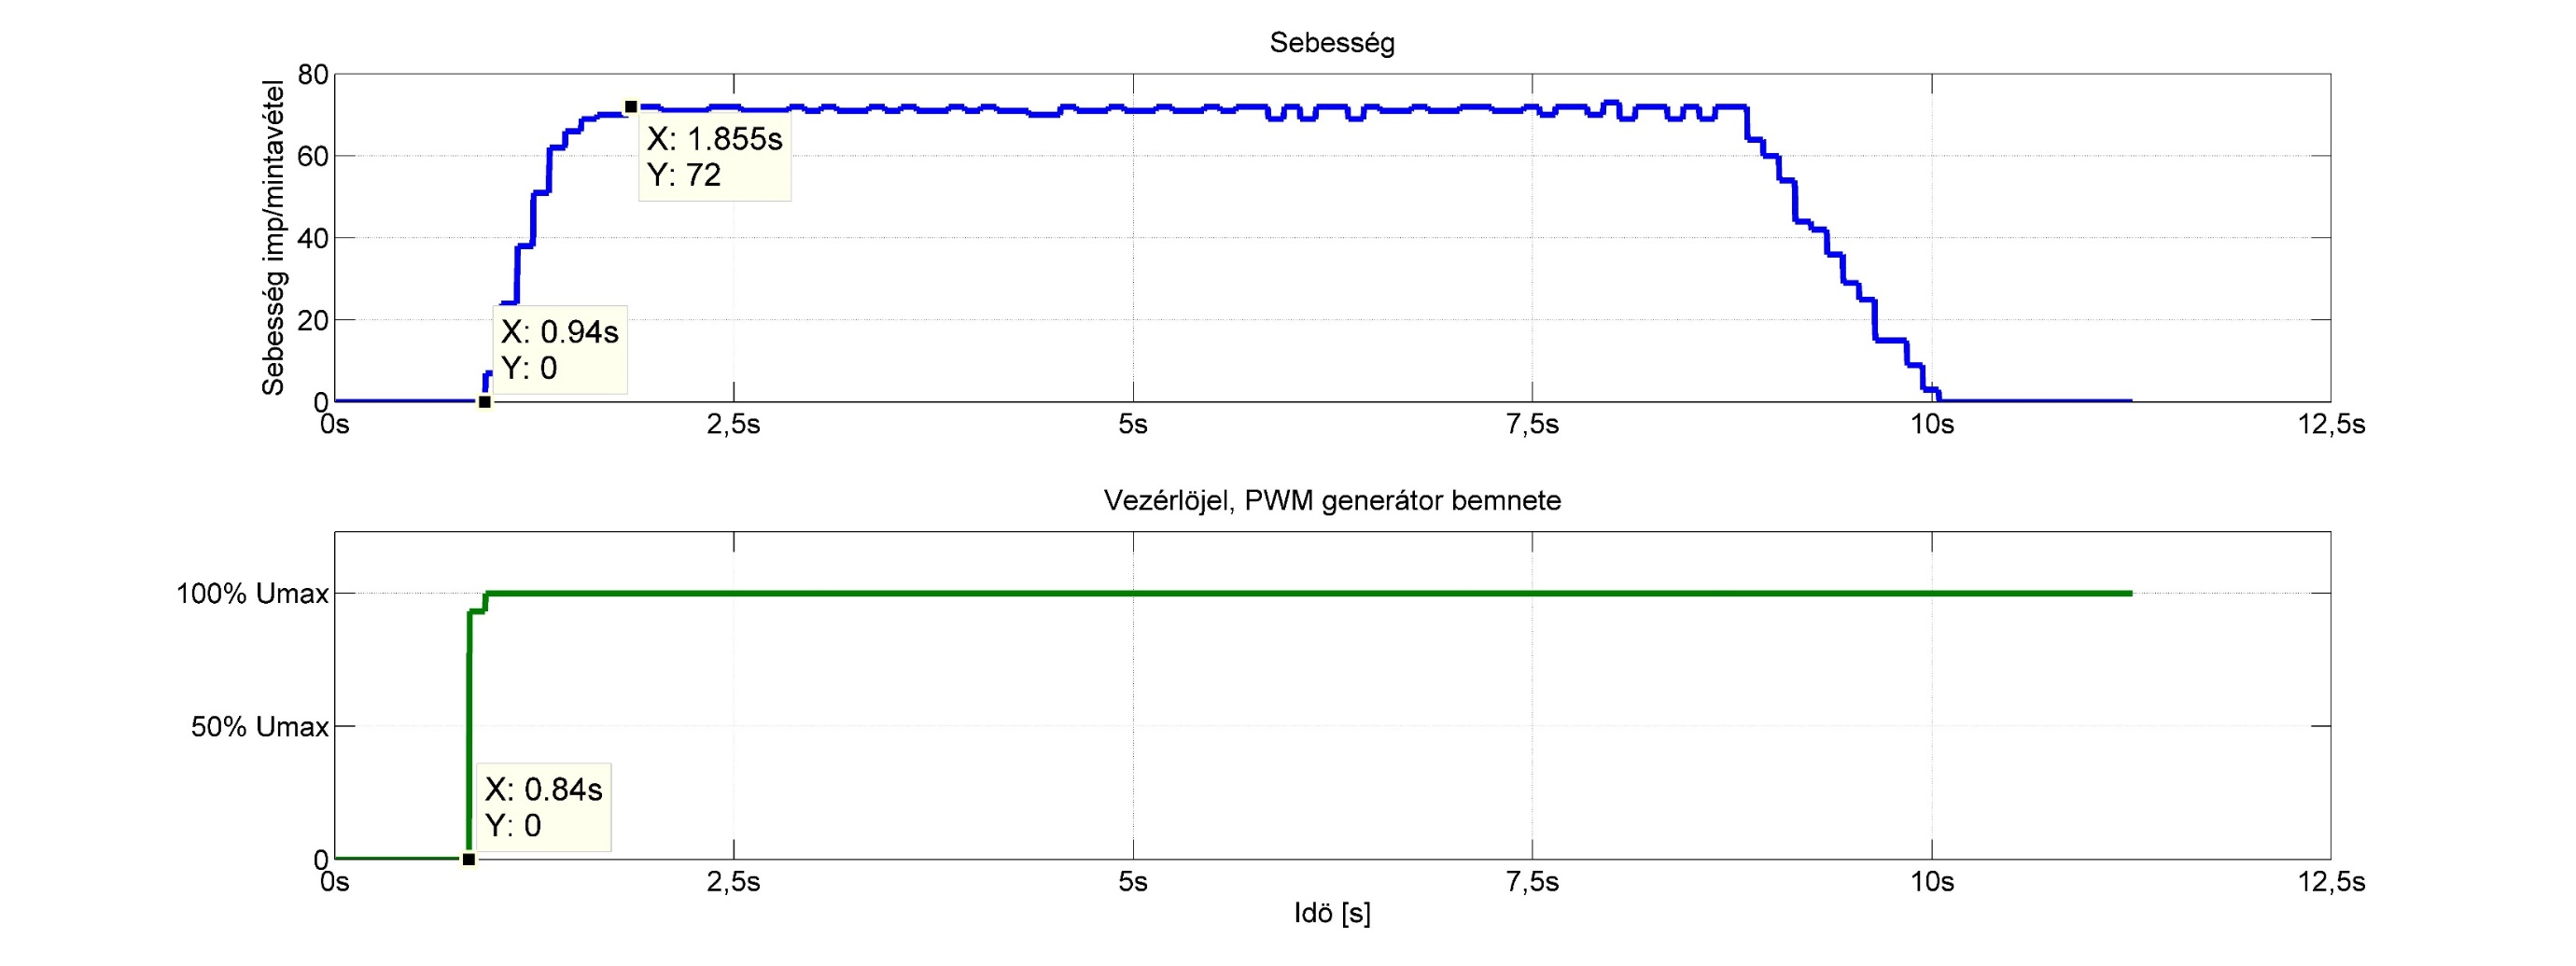 Sebesség
Sebesség imp/mintavétel
80
60
40
20
0
X: 1.855s
Y: 72
X: 0.94s
Y: 0
0s 2,5s 5s 7,5s 10s 12,5s
Vezérlöjel, PWM generátor bemnete
100% Umax
50% Umax
0
X: 0.84s
Y: 0
0s 2,5s 5s 7,5s 10s 12,5s
Idö [s]